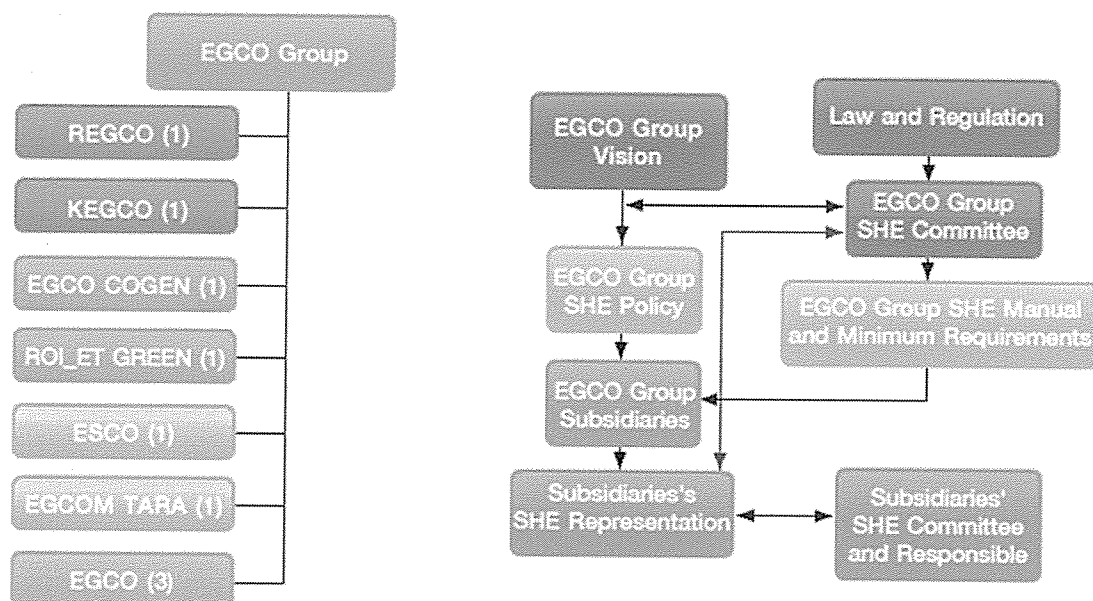 EGCO Group
REGCO (1)
KEGCO (1)
EGCO COGEN (1)
ROI_ET GREEN (1)
ESCO (1)
EGCOM TARA (1)
EGCO (3)
EGCO Group
Vision
Law and Regulation
EGCO Group
SHE Committee
EGCO Group
SHE Policy
EGCO Group SHE Manual
and Minimum Requirements
EGCO Group
Subsidiaries
Subsidiaries's
SHE Representation
Subsidiaries'
SHE Committee
and Responsible